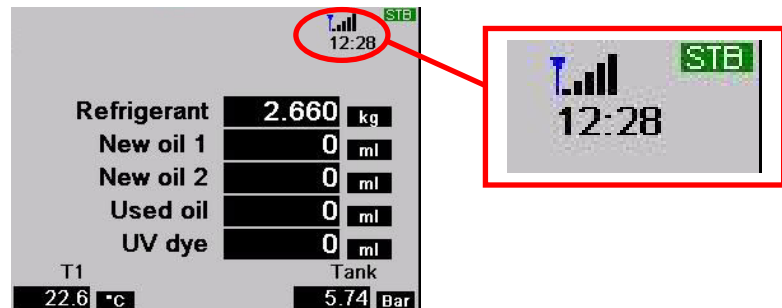 STB
12:28
Refrigerant 2.660 kg
New oil 1 0 ml
New oil 2 0 ml
Used oil 0 ml
UV dye 0 ml
T1 Tank
22.6 °C 5.74 Bar
STB
12:28